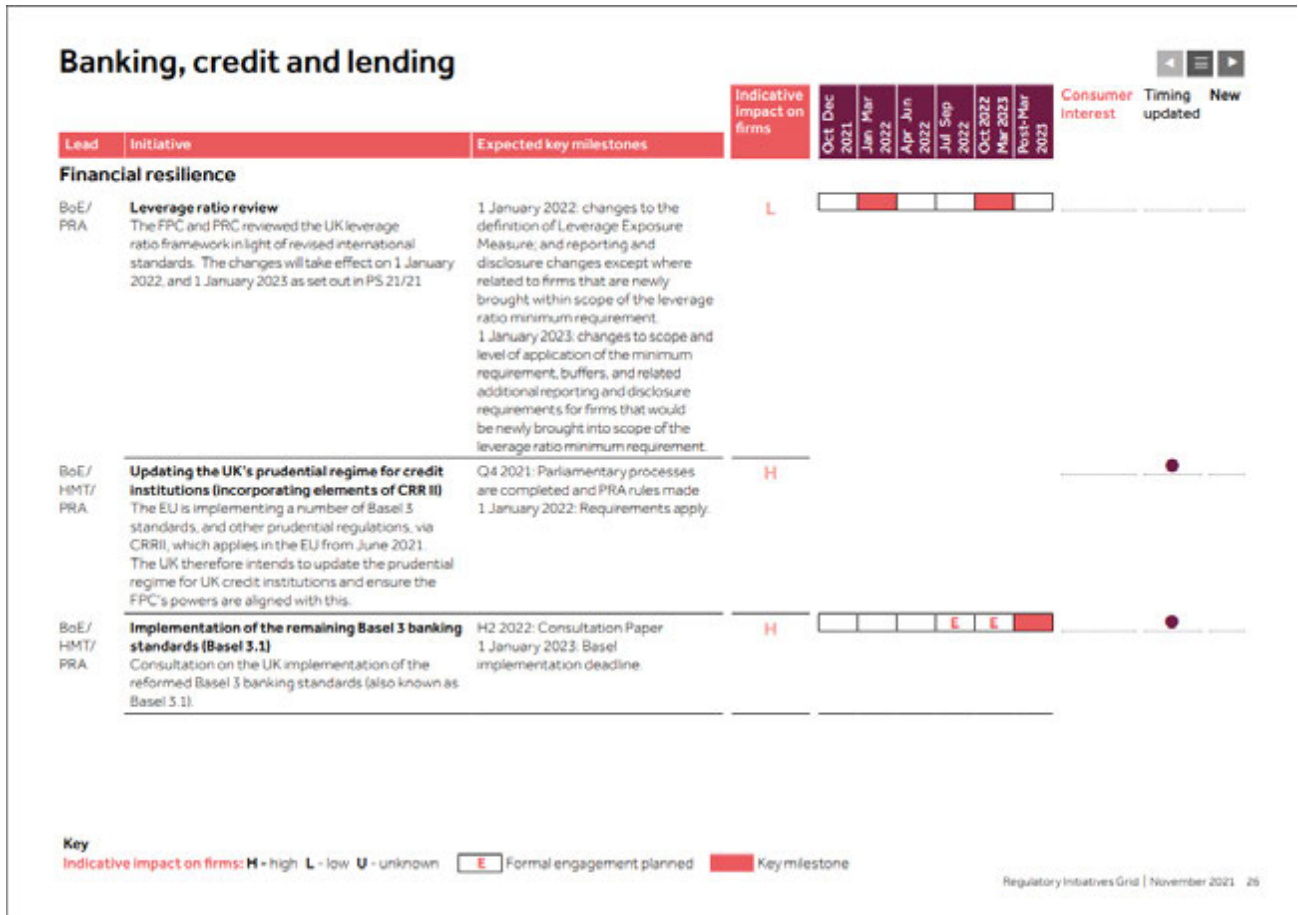 Banking, credit and lending
Indicative
impact on
firms
Oct Dec
2021
Jan Mar
2022
Apr Jun
2022
Jul Sep
2022
Oct 2022
Mar 2023
Post-Mar
2023
Consumer
Interest
Timing
updated
New
Lead
Initiative
Expected key milestones
Financial resilience
BoE/
PRA
Leverage ratio review
The FPC and PRC reviewed the UK leverage
ratio framework in light of revised international
standards. The changes will take effect on 1 January
2022, and 1 January 2023 as set out in PS 21/21
1 January 2022: changes to the
definition of Leverage Exposure
Measure; and reporting and
disclosure changes except where
related to firms that are newly
brought within scope of the leverage
ratio minimum requirement.
1 January 2023: changes to scope and
level of application of the minimum
requirement, buffers, and related
additional reporting and disclosure
requirements for firms that would
be newly brought into scope of the
leverage ratio minimum requirement.
L
BoE/
HMT/
PRA
Updating the UK's prudential regime for credit
institutions (incorporating elements of CRR II)
The EU is implementing a number of Basel 3
standards, and other prudential regulations, via
CRRII, which applies in the EU from June 2021.
The UK therefore intends to update the prudential
regime for UK credit institutions and ensure the
FPC's powers are aligned with this.
Q4 2021: Parliamentary processes
are completed and PRA rules made
1 January 2022: Requirements apply.
H
BoE/
HMT/
PRA
Implementation of the remaining Basel 3 banking
standards (Basel 3.1)
Consultation on the UK implementation of the
reformed Basel 3 banking standards (also known as
Basel 3.1).
H2 2022: Consultation Paper
1 January 2023: Basel
implementation deadline.
H
E
E
Key
Indicative impact on firms: H - high L - low U - unknown
E Formal engagement planned
Key milestone
Regulatory Initiatives Grid | November 2021 26